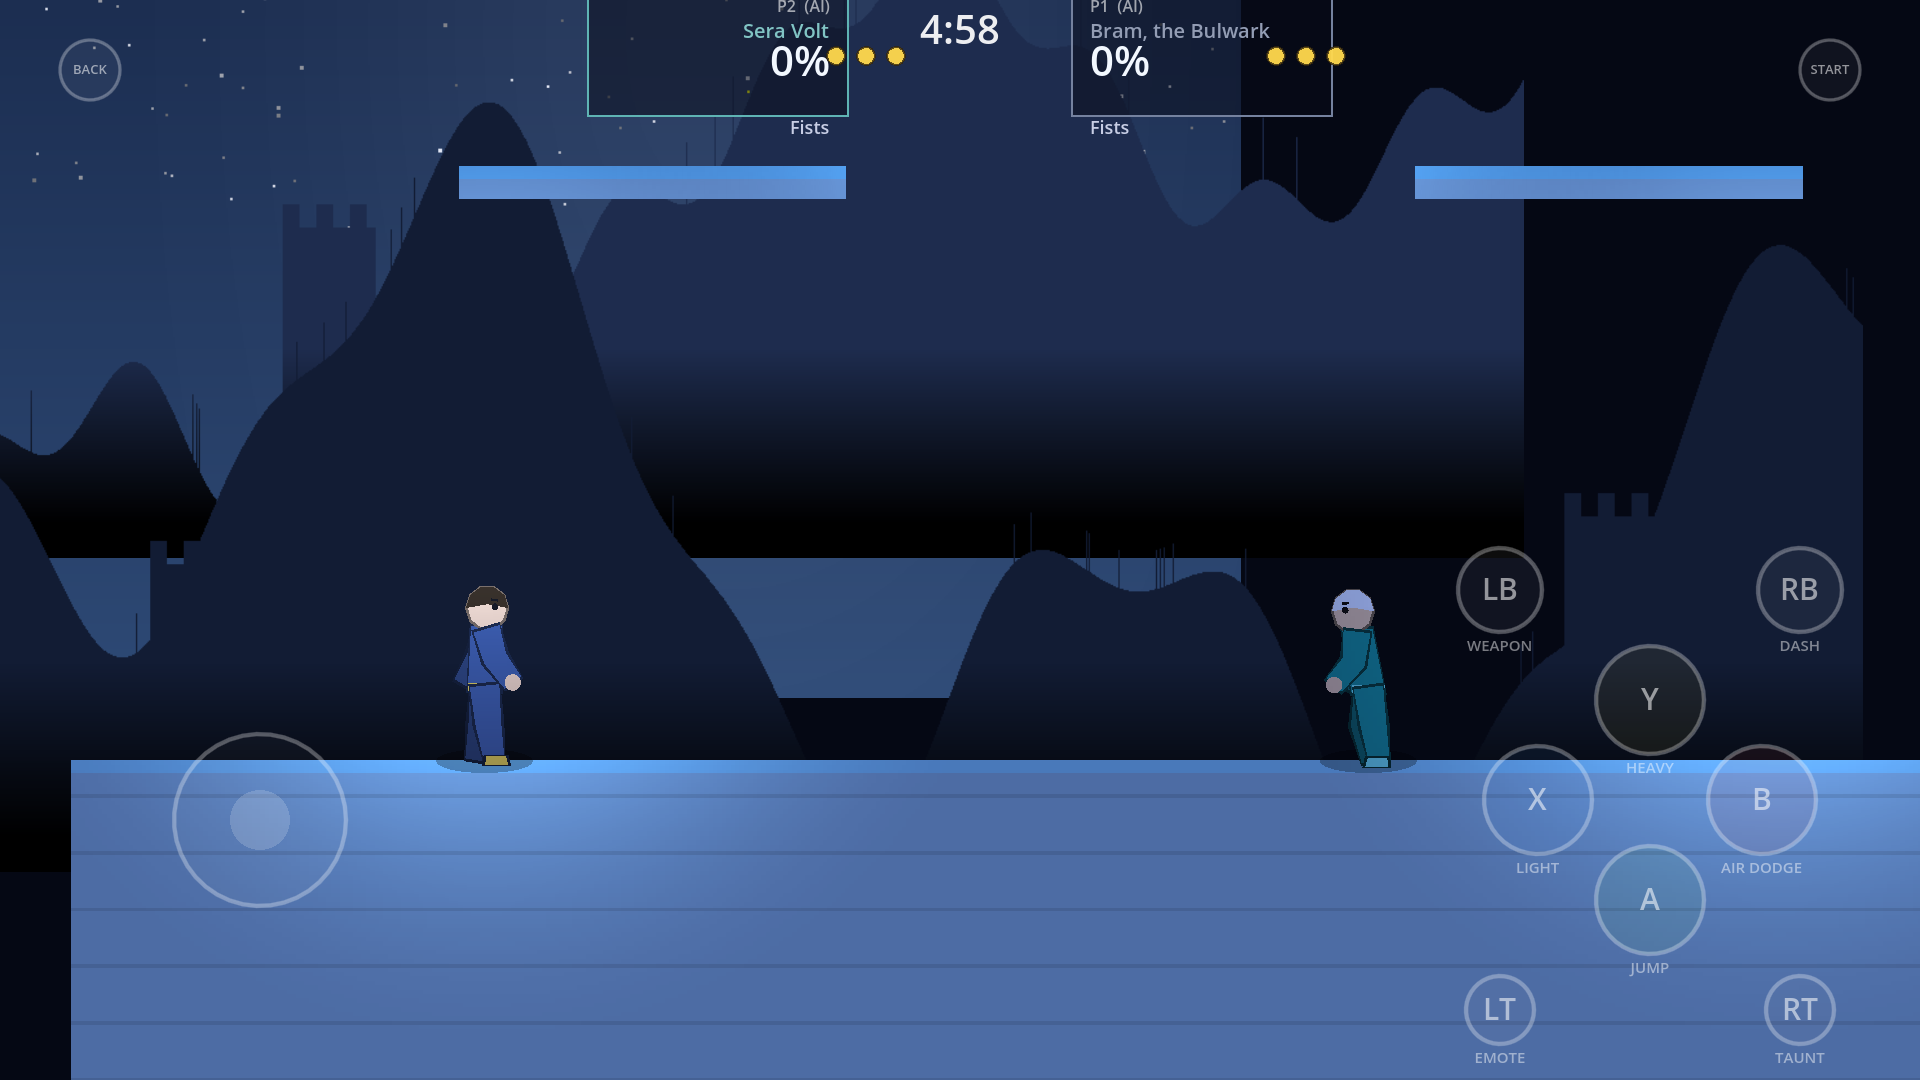 P2 (AI)
Sera Volt
0%
Fists
4:58
P1 (AI)
Bram, the Bulwark
0%
Fists
BACK
START
LB
WEAPON
RB
DASH
Y
HEAVY
X
LIGHT
B
AIR DODGE
A
JUMP
LT
EMOTE
RT
TAUNT